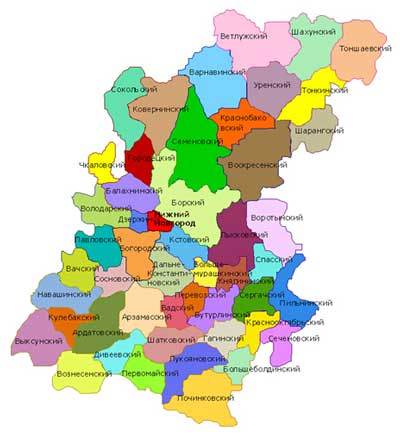 Ветлужский
Шахунский
Тоншаевский
Варнавинский
Уренский
Тонкинский
Шарангский
Сокольский
Ковернинский
Краснобаковский
Семеновский
Воскресенский
Чкаловский
Городецкий
Балахнинский
Борский
Володарский
Дзержинск
Нижний
Новгород
Воротынский
Лысковский
Павловский
Богородский
Кстовский
Спасский
Вачский
Сосновский
Дальне-
Константи-
новский
Больше-
мурашкинский
Княгининский
Навашинский
Перевозский
Сергачский
Пильнинский
Кулебакский
Ардатовский
Арзамасский
Вадский
Бутурлинский
Краснооктябрьский
Выксунский
Шатковский
Гагинский
Сеченовский
Дивеевский
Лукояновский
Вознесенский
Первомайский
Большеболдинский
Починковский